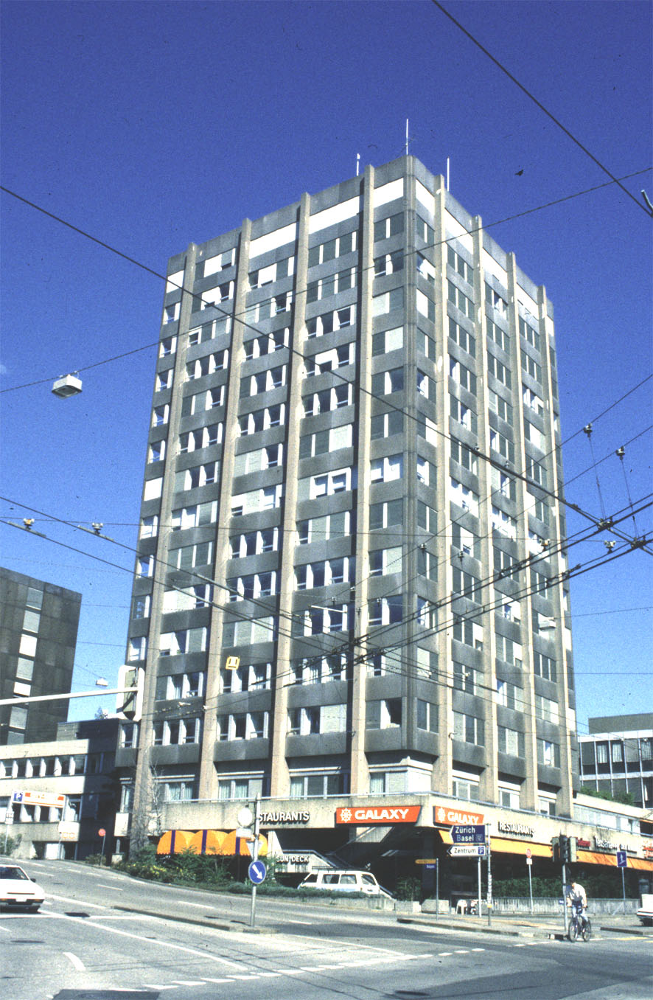 STAURANTS
GALAXY
GALAXY
RESTAURANTS
Zürich
Basel
Zentrum P
SUN DECK
P